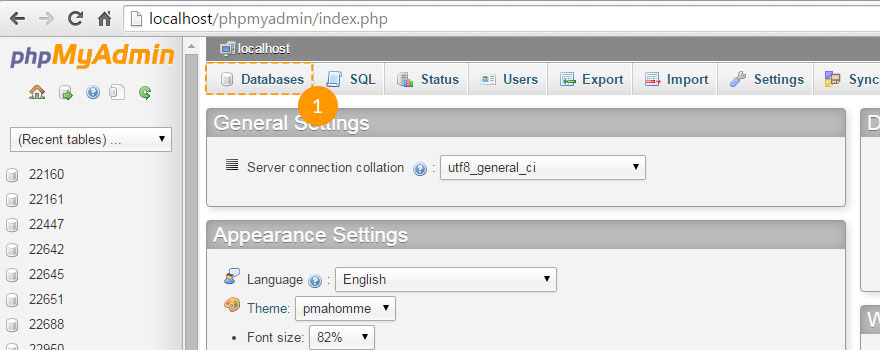 localhost/phpmyadmin/index.php
phpMyAdmin
localhost
Databases SQL Status Users Export Import Settings Sync
1
(Recent tables) ...
22160
22161
22447
22642
22645
22651
22688
General Settings
Server connection collation : utf8_general_ci
Appearance Settings
Language : English
Theme: pmahomme
• Font size: 82%
D
W